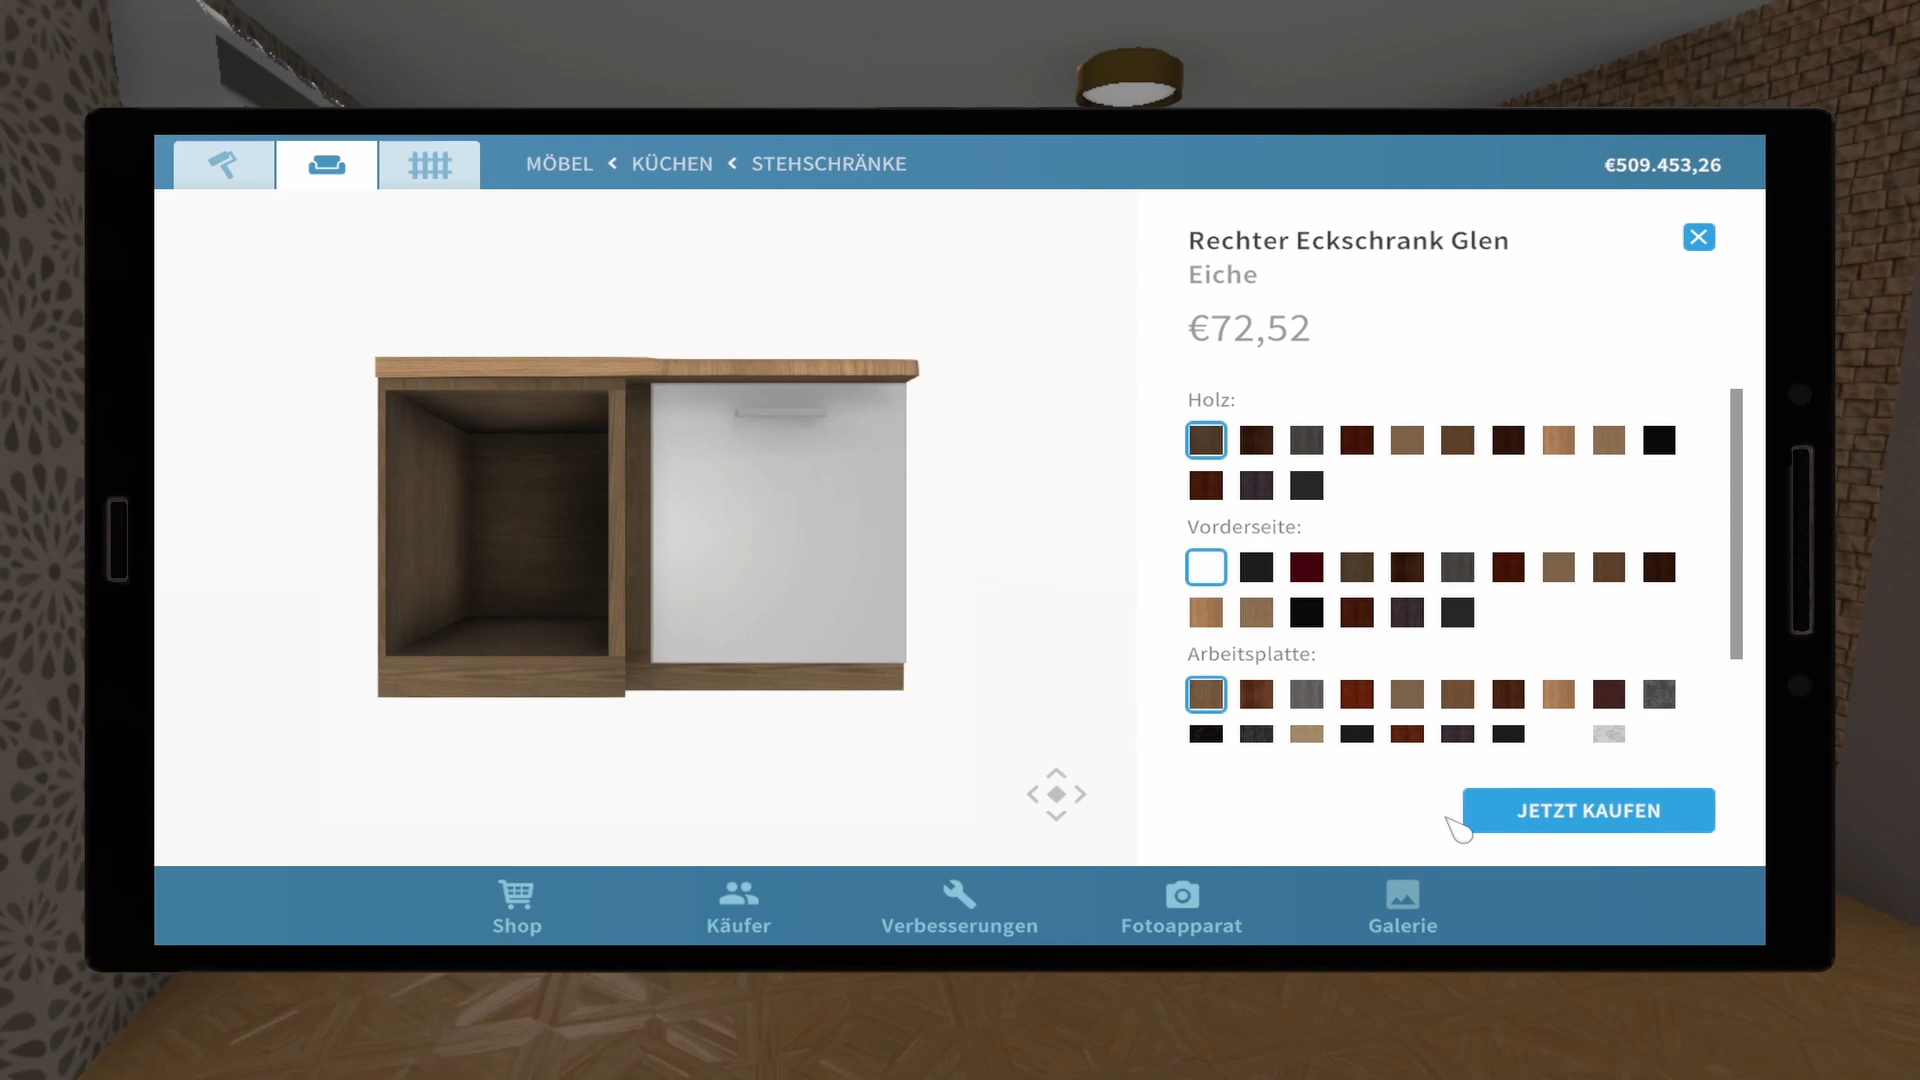 MÖBEL < KÜCHEN < STEHSCHRÄNKE
€509.453,26
Rechter Eckschrank Glen
Eiche
€72,52
Holz:
Vorderseite:
Arbeitsplatte:
JETZT KAUFEN
Shop
Käufer
Verbesserungen
Fotoapparat
Galerie